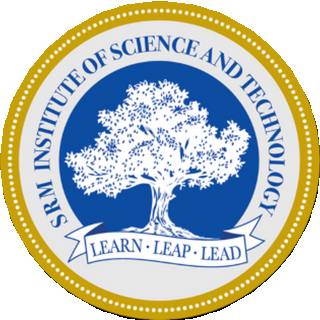 SRM INSTITUTE OF SCIENCE AND TECHNOLOGY
LEARN · LEAP · LEAD